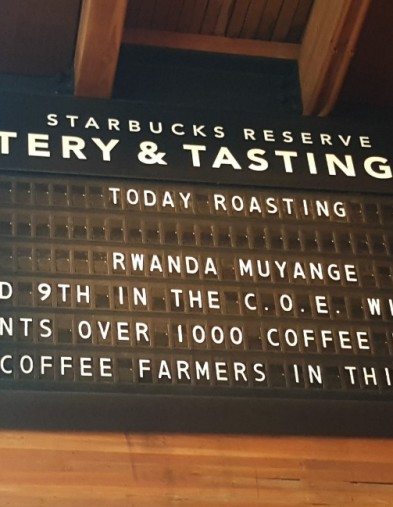 STARBUCKS RESERVE
TERY & TASTING
TODAY ROASTING
RWANDA MUYANGE
D 9TH IN THE C.O.E. WI
NTS OVER 1000 COFFEE
COFFEE FARMERS IN THI